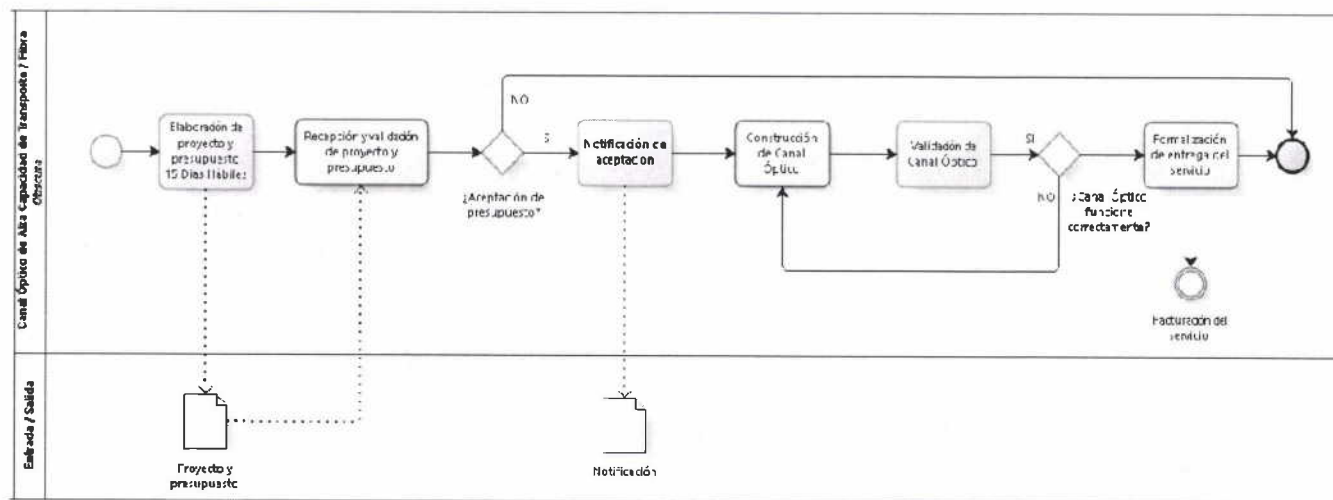 Canal Óptico de Alta Capacidad de Transporte / Fibra
Obscura
Elaboración de
proyecto y
presupuesto
15 Días Hábiles
Recepción y validación
de proyecto y
presupuesto
NO
SI
¿Aceptación de
presupuesto?
Notificación de
aceptación
Construcción
de Canal
Óptico
Validación de
Canal Óptico
SI
NO
¿Canal Óptico
funciona
correctamente?
Formalización
de entrega del
servicio
Facturación del
servicio
Entrada / Salida
Proyecto y
presupuesto
Notificación